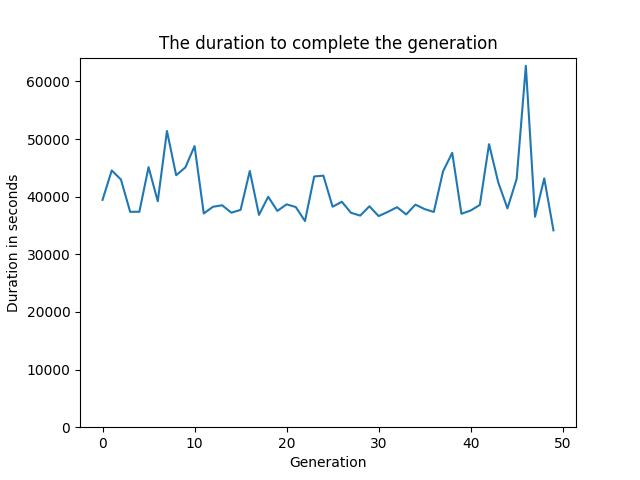 The duration to complete the generation
60000
50000
40000
30000
20000
10000
0
Duration in seconds
0 10 20 30 40 50
Generation